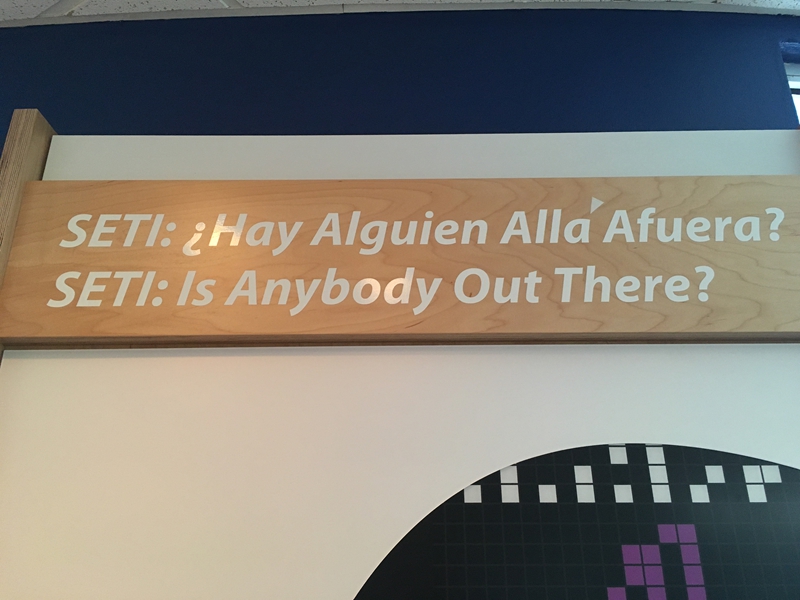 SETI: ¿Hay Alguien Allá Afuera?
SETI: Is Anybody Out There?